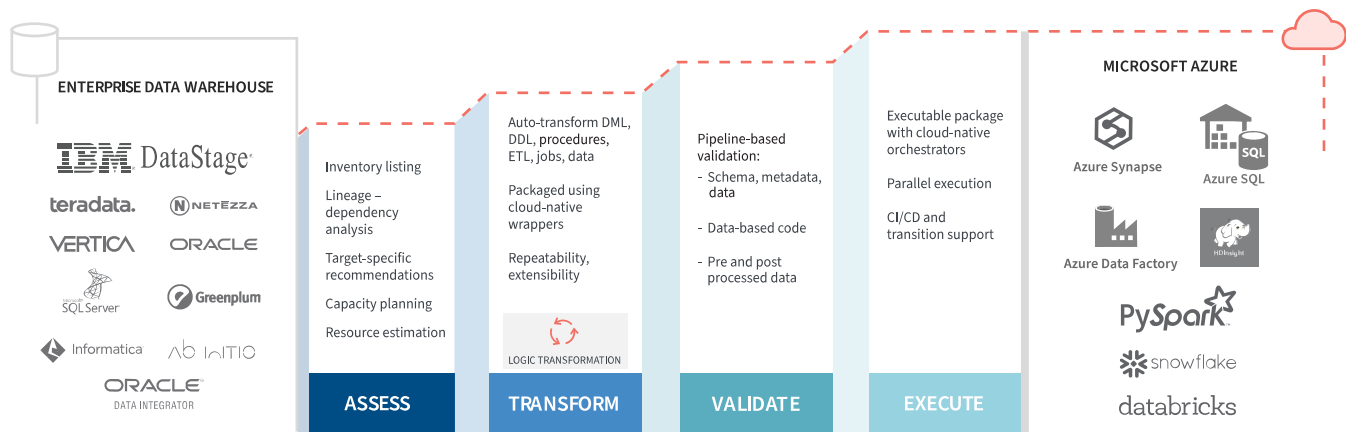 ENTERPRISE DATA WAREHOUSE
IBM DataStage
teradata.
NETEZZA
VERTICA
ORACLE
Microsoft
SQL Server
Greenplum
Informatica
Ab INITIO
ORACLE
DATA INTEGRATOR
Inventory listing
Lineage –
dependency
analysis
Target-specific
recommendations
Capacity planning
Resource estimation
ASSESS
Auto-transform DML,
DDL, procedures,
ETL, jobs, data
Packaged using
cloud-native
wrappers
Repeatability,
extensibility
LOGIC TRANSFORMATION
TRANSFORM
Pipeline-based
validation:
- Schema, metadata,
data
- Data-based code
- Pre and post
processed data
VALIDATE
Executable package
with cloud-native
orchestrators
Parallel execution
CI/CD and
transition support
EXECUTE
MICROSOFT AZURE
Azure Synapse
SQL
Azure SQL
Azure Data Factory
HDInsight
PySpark
snowflake
databricks